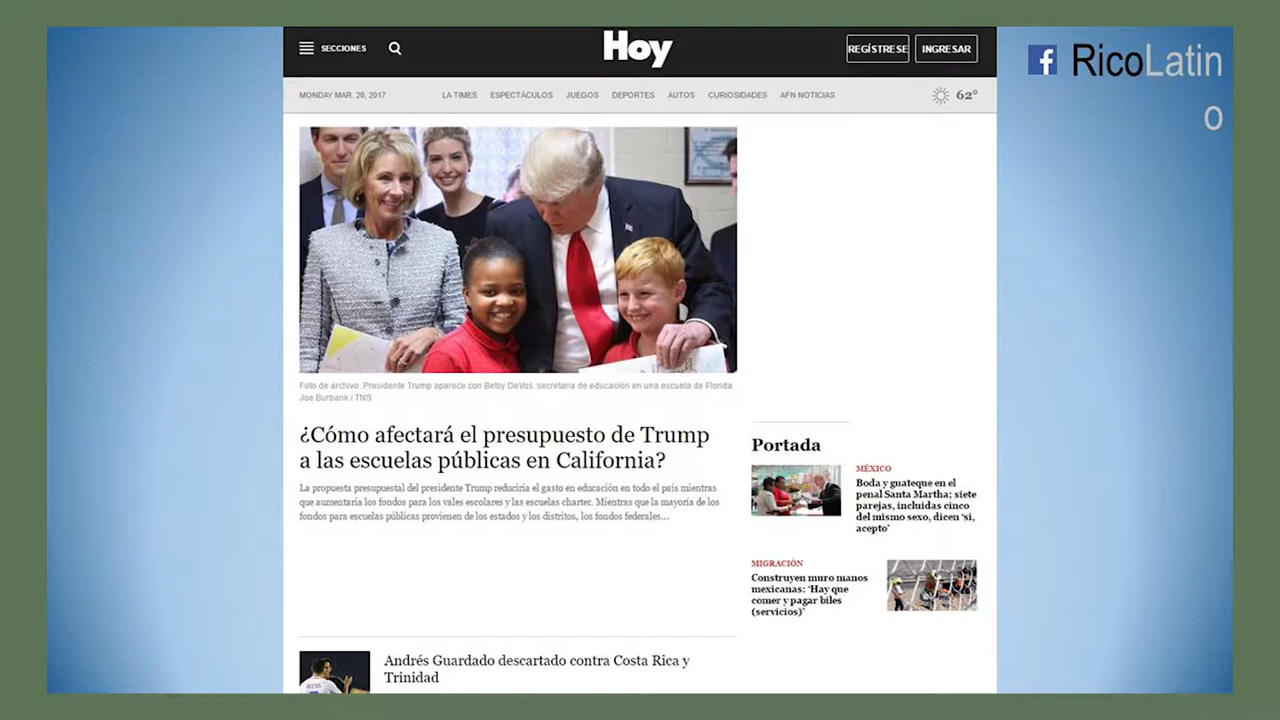 SECCIONES
Hoy
REGÍSTRESE
INGRESAR
RicoLatin
o
MONDAY MAR. 20, 2017
LA TIMES
ESPECTÁCULOS
JUEGOS
DEPORTES
AUTOS
CURIOSIDADES
AFN NOTICIAS
62°
Foto de archivo. Presidente Trump aparece con Betsy DeVos, secretaria de educación en una escuela de Florida.
Joe Burbank / TNS
¿Cómo afectará el presupuesto de Trump
a las escuelas públicas en California?
La propuesta presupuestal del presidente Trump reduciría el gasto en educación en todo el país mientras
que aumentaría los fondos para los vales escolares y las escuelas charter. Mientras que la mayoría de los
fondos para escuelas públicas provienen de los estados y los distritos, los fondos federales...
Portada
MÉXICO
Boda y guateque en el
penal Santa Martha; siete
parejas, incluidas cinco
del mismo sexo, dicen 'sí,
acepto'
MIGRACIÓN
Construyen muro manos
mexicanas: 'Hay que
comer y pagar biles
(servicios)'
Andrés Guardado descartado contra Costa Rica y
Trinidad